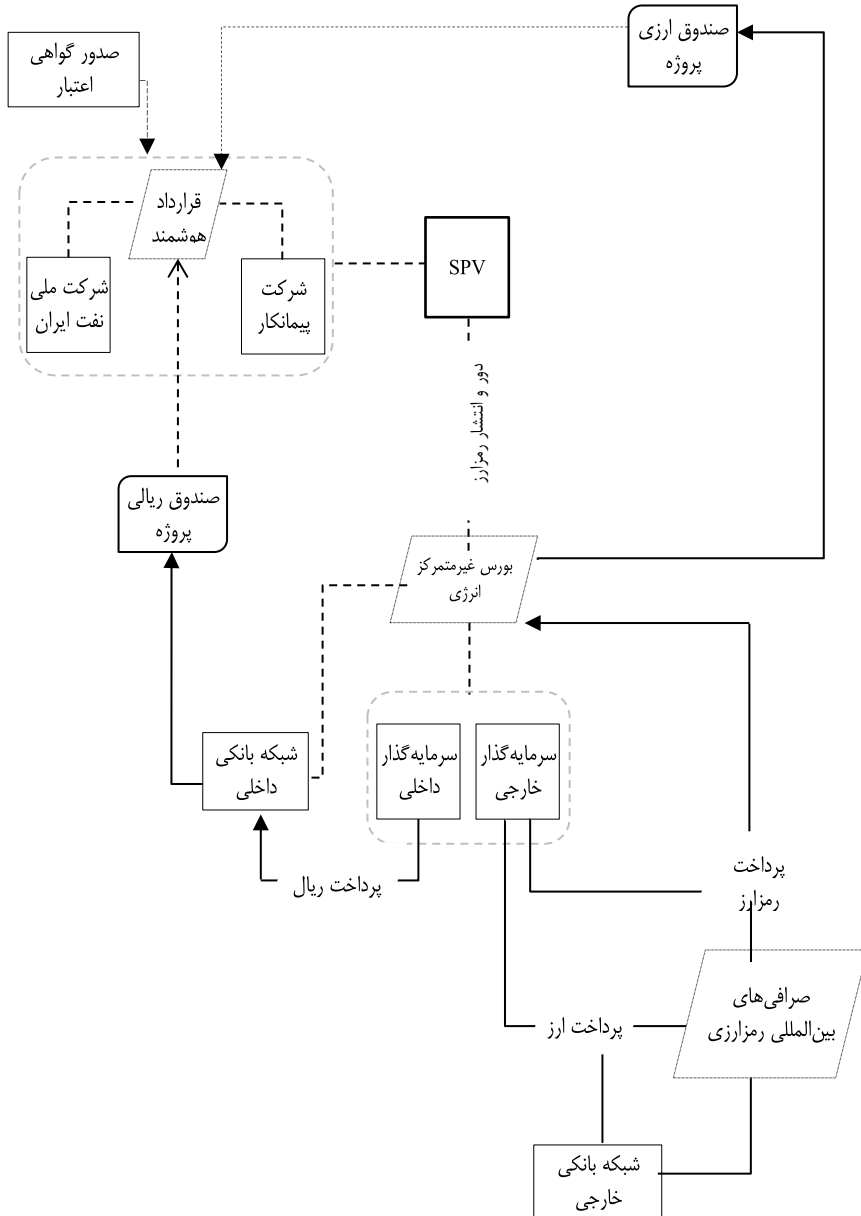 صندوق ارزی
پروژه
صدور گواهی
اعتبار
قرارداد
هوشمند
شرکت ملی
نفت ایران
شرکت
پیمانکار
SPV
دور و انتشار رمزارز
صندوق ریالی
پروژه
بورس غیرمتمرکز
انرژی
شبکه بانکی
داخلی
سرمایه‌گذار
داخلی
سرمایه‌گذار
خارجی
پرداخت ریال
پرداخت
رمزارز
صرافی‌های
بین‌المللی رمزارزی
پرداخت ارز
شبکه بانکی
خارجی